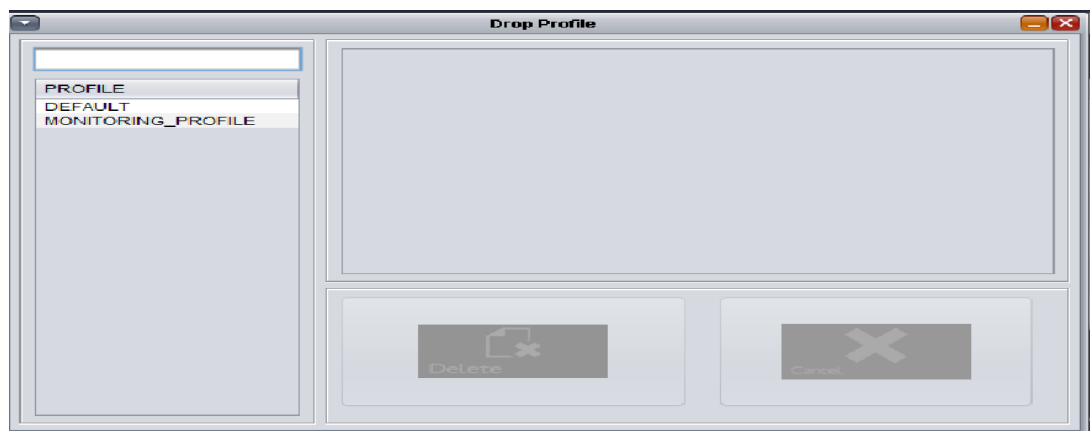 Drop Profile
PROFILE
DEFAULT
MONITORING_PROFILE
Delete
Cancel